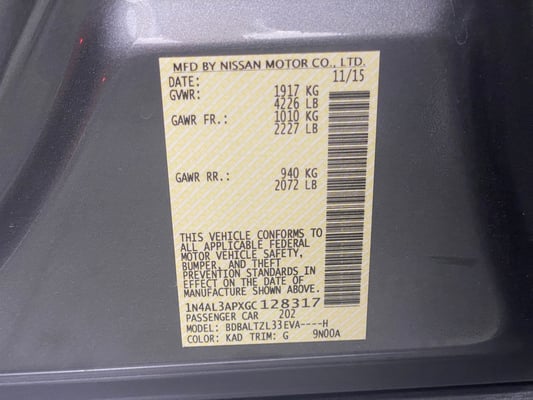 MFD BY NISSAN MOTOR CO., LTD.
DATE: 11/15
GVWR: 1917 KG
4226 LB
GAWR FR.: 1010 KG
2227 LB
GAWR RR.: 940 KG
2072 LB
THIS VEHICLE CONFORMS TO
ALL APPLICABLE FEDERAL
MOTOR VEHICLE SAFETY,
BUMPER, AND THEFT
PREVENTION STANDARDS IN
EFFECT ON THE DATE OF
MANUFACTURE SHOWN ABOVE.
1N4AL3APXGC128317
PASSENGER CAR 202
MODEL: BDBALTZL33EVA----H
COLOR: KAD TRIM: G 9N00A